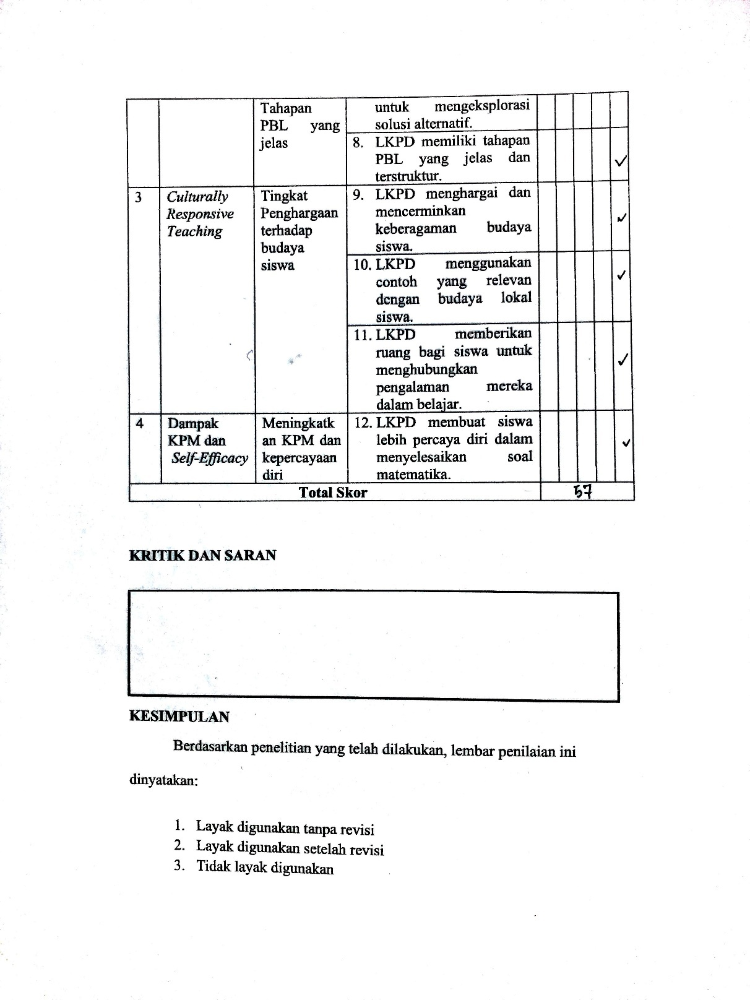 Tahapan
PBL yang
jelas
untuk mengeksplorasi
solusi alternatif.
8. LKPD memiliki tahapan
PBL yang jelas dan
terstruktur.
✓
3
Culturally
Responsive
Teaching
Tingkat
Penghargaan
terhadap
budaya
siswa
9. LKPD menghargai dan
mencerminkan
keberagaman budaya
siswa.
✓
10. LKPD menggunakan
contoh yang relevan
dengan budaya lokal
siswa.
✓
11. LKPD memberikan
ruang bagi siswa untuk
menghubungkan
pengalaman mereka
dalam belajar.
✓
4
Dampak
KPM dan
Self-Efficacy
Meningkatk
an KPM dan
kepercayaan
diri
12. LKPD membuat siswa
lebih percaya diri dalam
menyelesaikan soal
matematika.
✓
Total Skor 57
KRITIK DAN SARAN
KESIMPULAN
Berdasarkan penelitian yang telah dilakukan, lembar penilaian ini
dinyatakan:
1. Layak digunakan tanpa revisi
2. Layak digunakan setelah revisi
3. Tidak layak digunakan